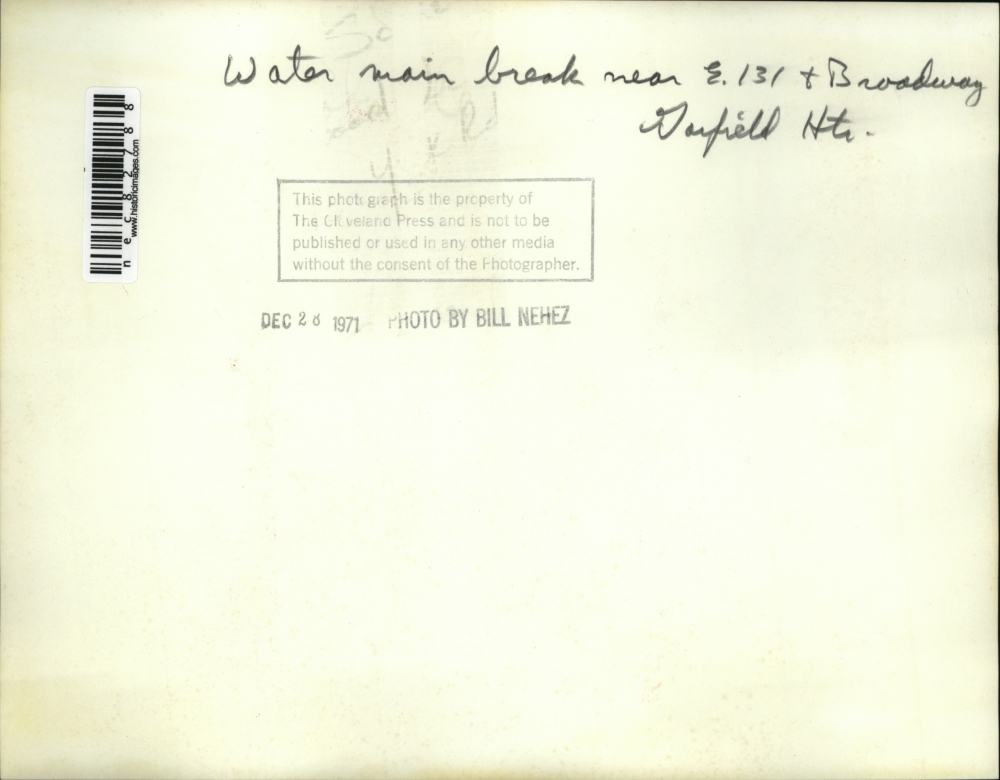 Water main break near E. 131 + Broadway
Garfield Hts.
This photograph is the property of
The Cleveland Press and is not to be
published or used in any other media
without the consent of the Photographer.
DEC 28 1971 PHOTO BY BILL NEHEZ
nec82788
www.historicimages.com